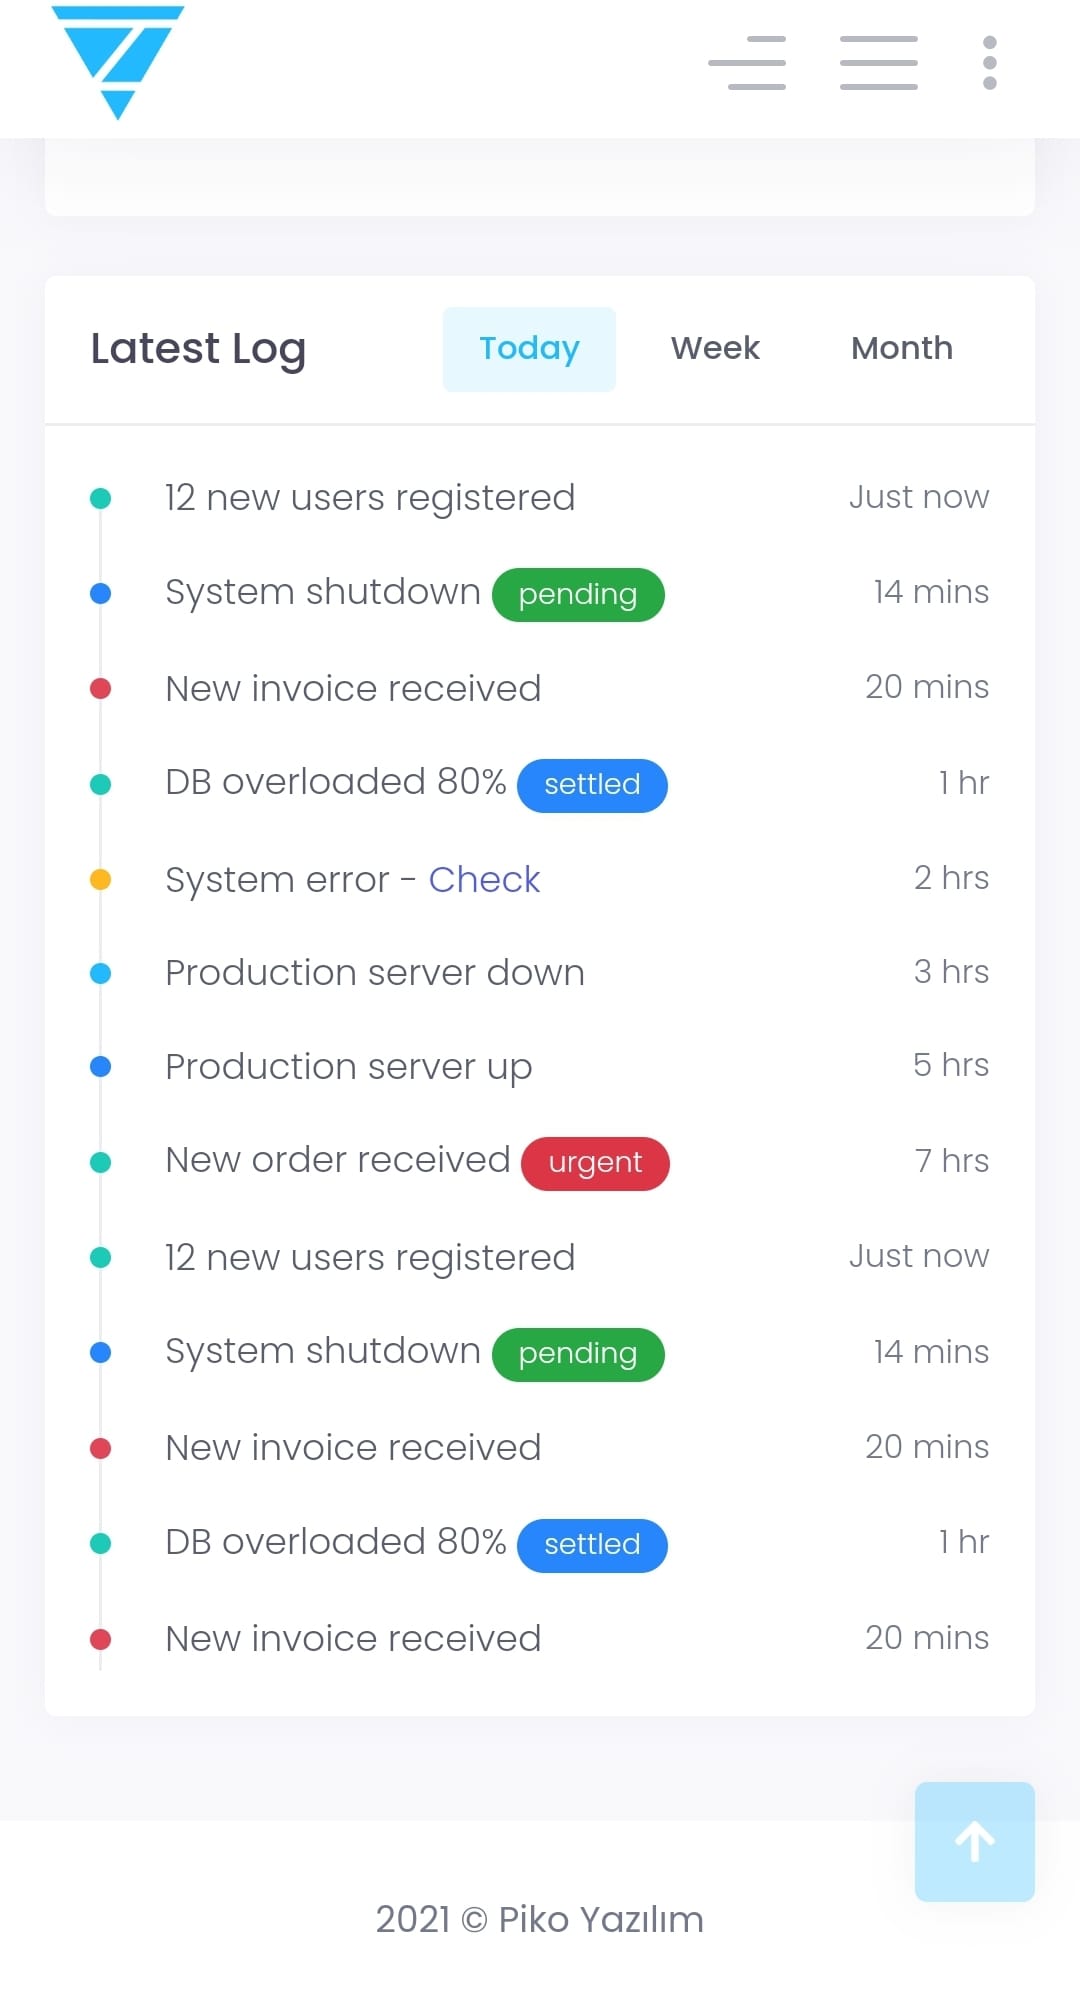 Latest Log Today Week Month
12 new users registered Just now
System shutdown pending 14 mins
New invoice received 20 mins
DB overloaded 80% settled 1 hr
System error - Check 2 hrs
Production server down 3 hrs
Production server up 5 hrs
New order received urgent 7 hrs
12 new users registered Just now
System shutdown pending 14 mins
New invoice received 20 mins
DB overloaded 80% settled 1 hr
New invoice received 20 mins
2021 © Piko Yazılım